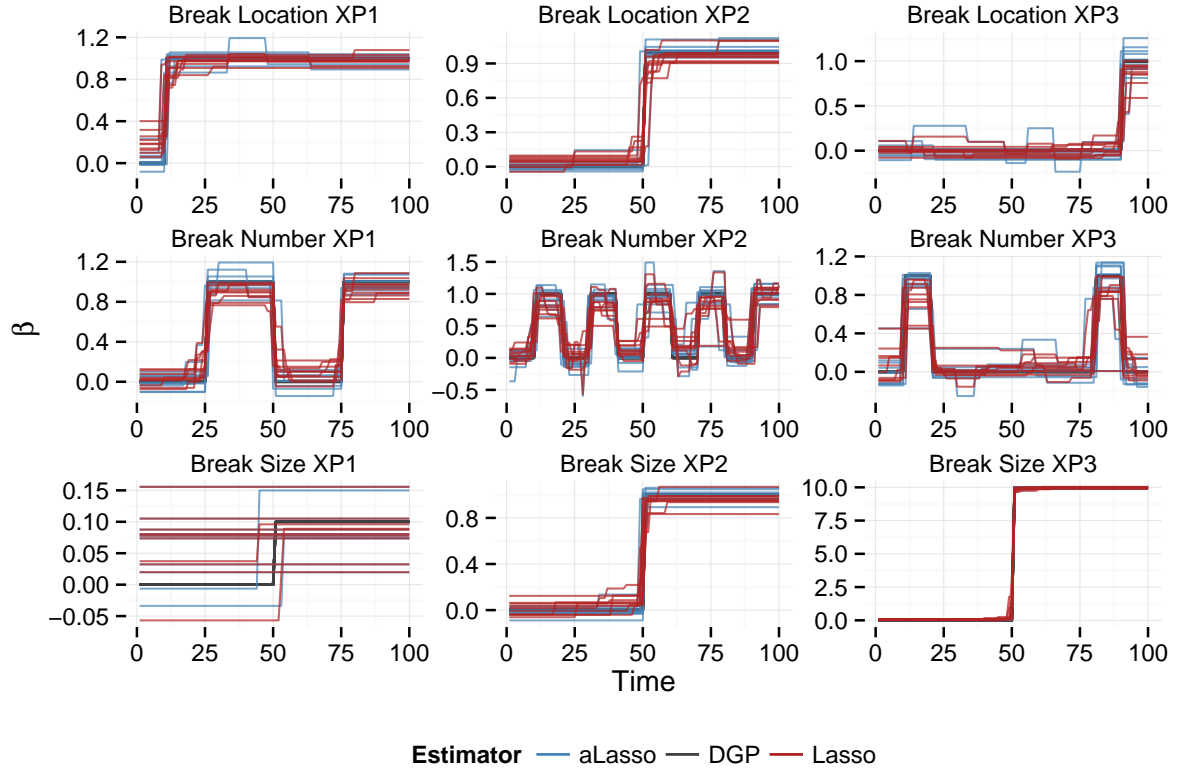 Break Location XP1 Break Location XP2 Break Location XP3
1.2
0.8
0.4
0.0
0 25 50 75 100
0.9
0.6
0.3
0.0
0 25 50 75 100
1.0
0.5
0.0
0 25 50 75 100
Break Number XP1 Break Number XP2 Break Number XP3
β
1.2
0.8
0.4
0.0
0 25 50 75 100
1.5
1.0
0.5
0.0
−0.5
0 25 50 75 100
1.2
0.8
0.4
0.0
0 25 50 75 100
Break Size XP1 Break Size XP2 Break Size XP3
0.15
0.10
0.05
0.00
−0.05
0 25 50 75 100
0.8
0.4
0.0
0 25 50 75 100
10.0
7.5
5.0
2.5
0.0
0 25 50 75 100
Time
Estimator aLasso DGP Lasso